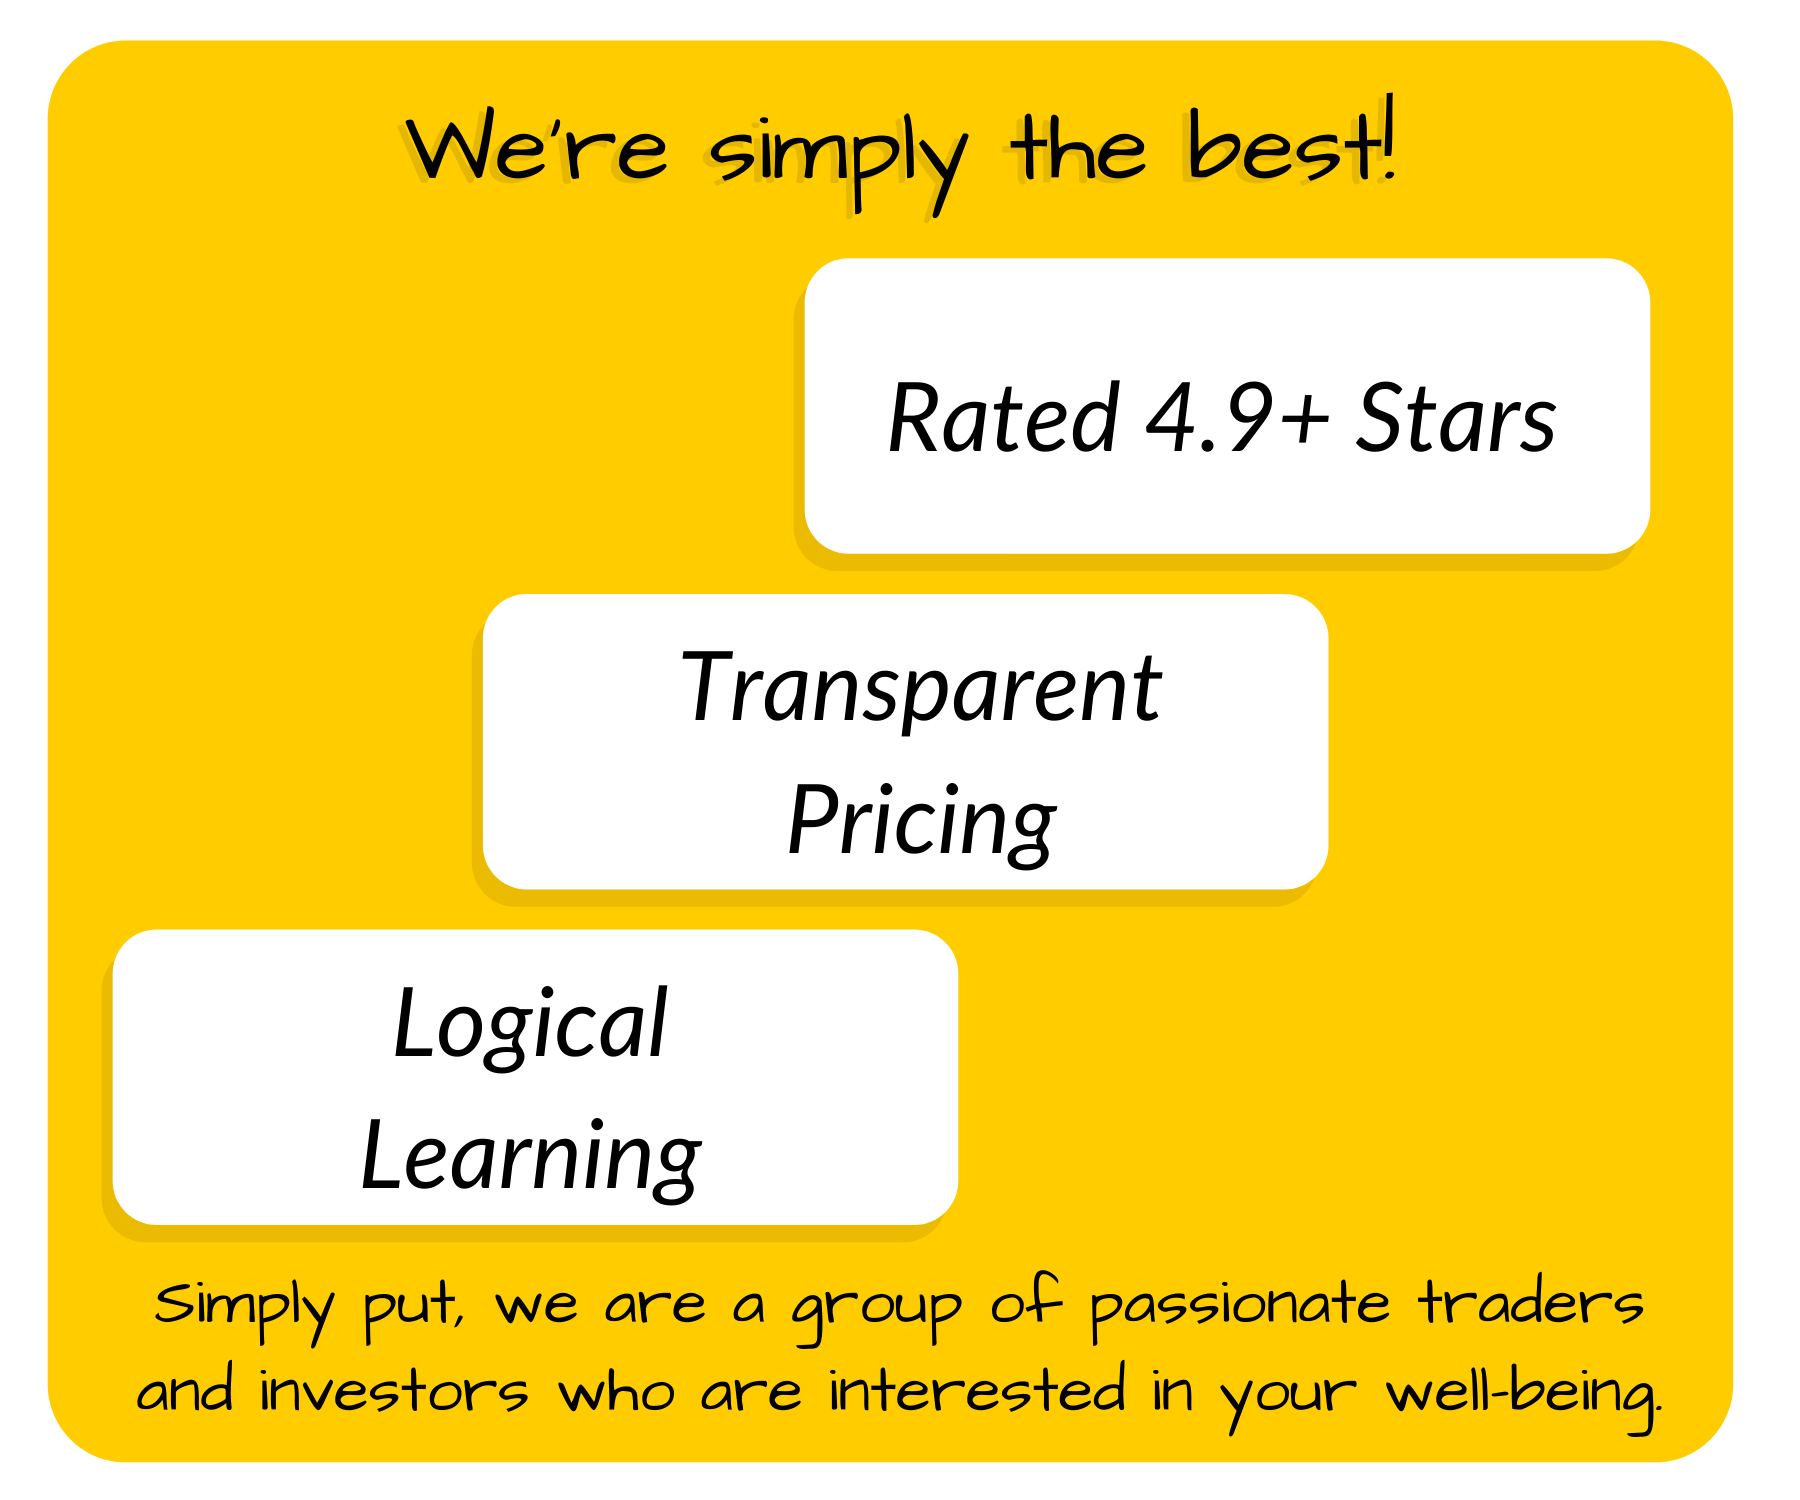 We're simply the best!
Rated 4.9+ Stars
Transparent
Pricing
Logical
Learning
Simply put, we are a group of passionate traders
and investors who are interested in your well-being.